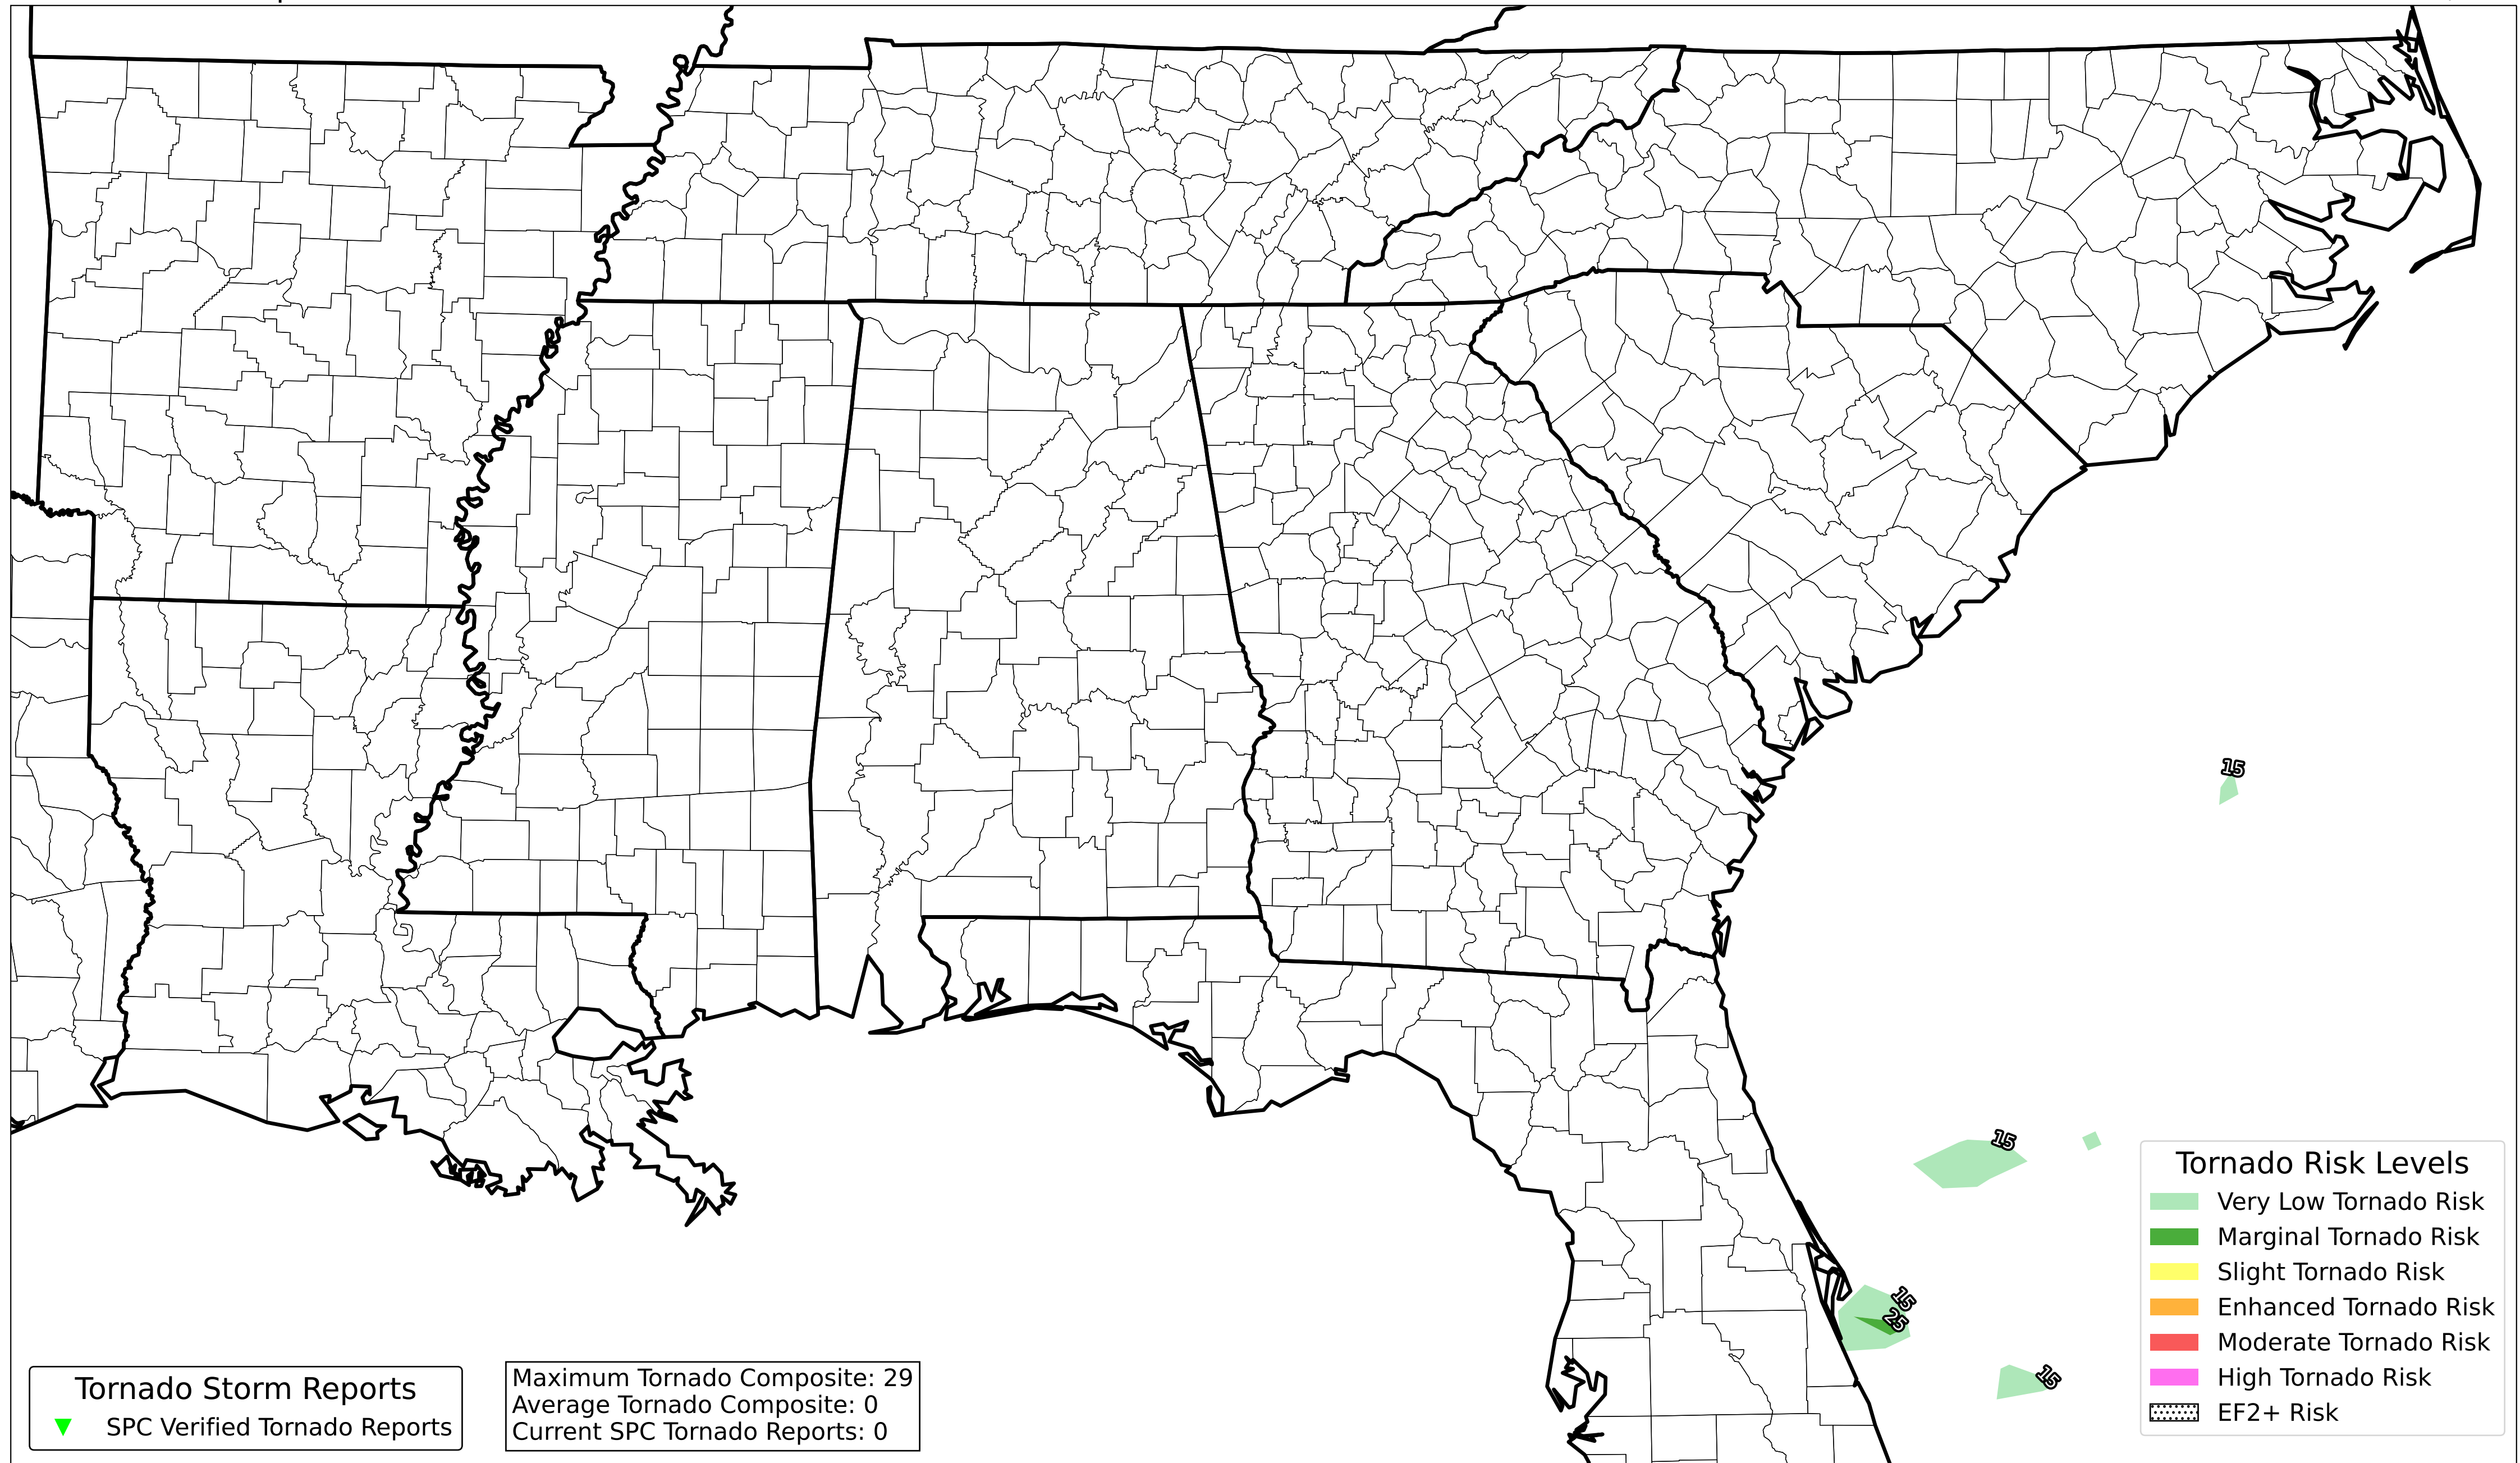 15
15
15
25
15
Tornado Risk Levels
Very Low Tornado Risk
Marginal Tornado Risk
Slight Tornado Risk
Enhanced Tornado Risk
Moderate Tornado Risk
High Tornado Risk
EF2+ Risk
Tornado Storm Reports
SPC Verified Tornado Reports
Maximum Tornado Composite: 29
Average Tornado Composite: 0
Current SPC Tornado Reports: 0